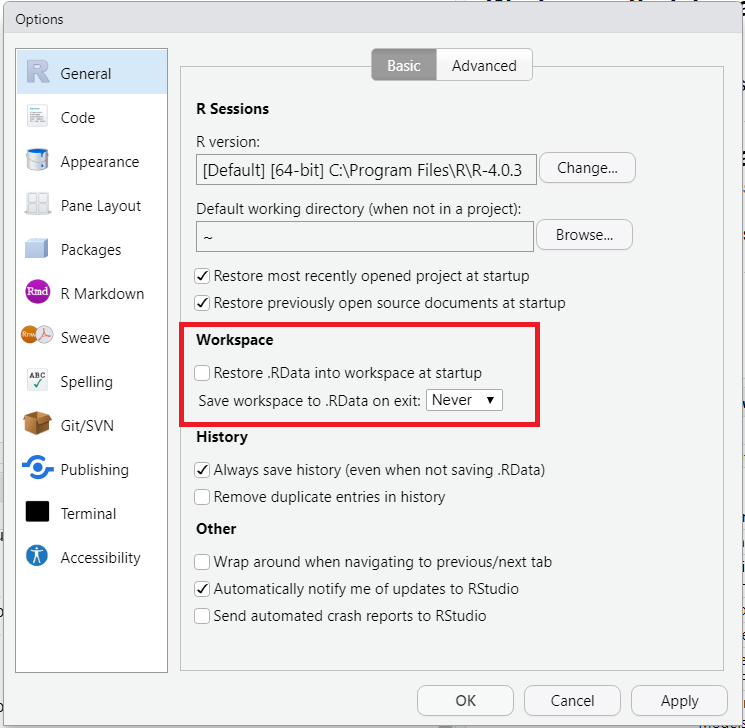 Options
General
Code
Appearance
Pane Layout
Packages
Rmd
R Markdown
Rnw
Sweave
ABC
Spelling
Git/SVN
Publishing
Terminal
Accessibility
Basic Advanced
R Sessions
R version:
[Default] [64-bit] C:\Program Files\R\R-4.0.3 Change...
Default working directory (when not in a project):
~ Browse...
Restore most recently opened project at startup
Restore previously open source documents at startup
Workspace
Restore .RData into workspace at startup
Save workspace to .RData on exit: Never
History
Always save history (even when not saving .RData)
Remove duplicate entries in history
Other
Wrap around when navigating to previous/next tab
Automatically notify me of updates to RStudio
Send automated crash reports to RStudio
OK Cancel Apply